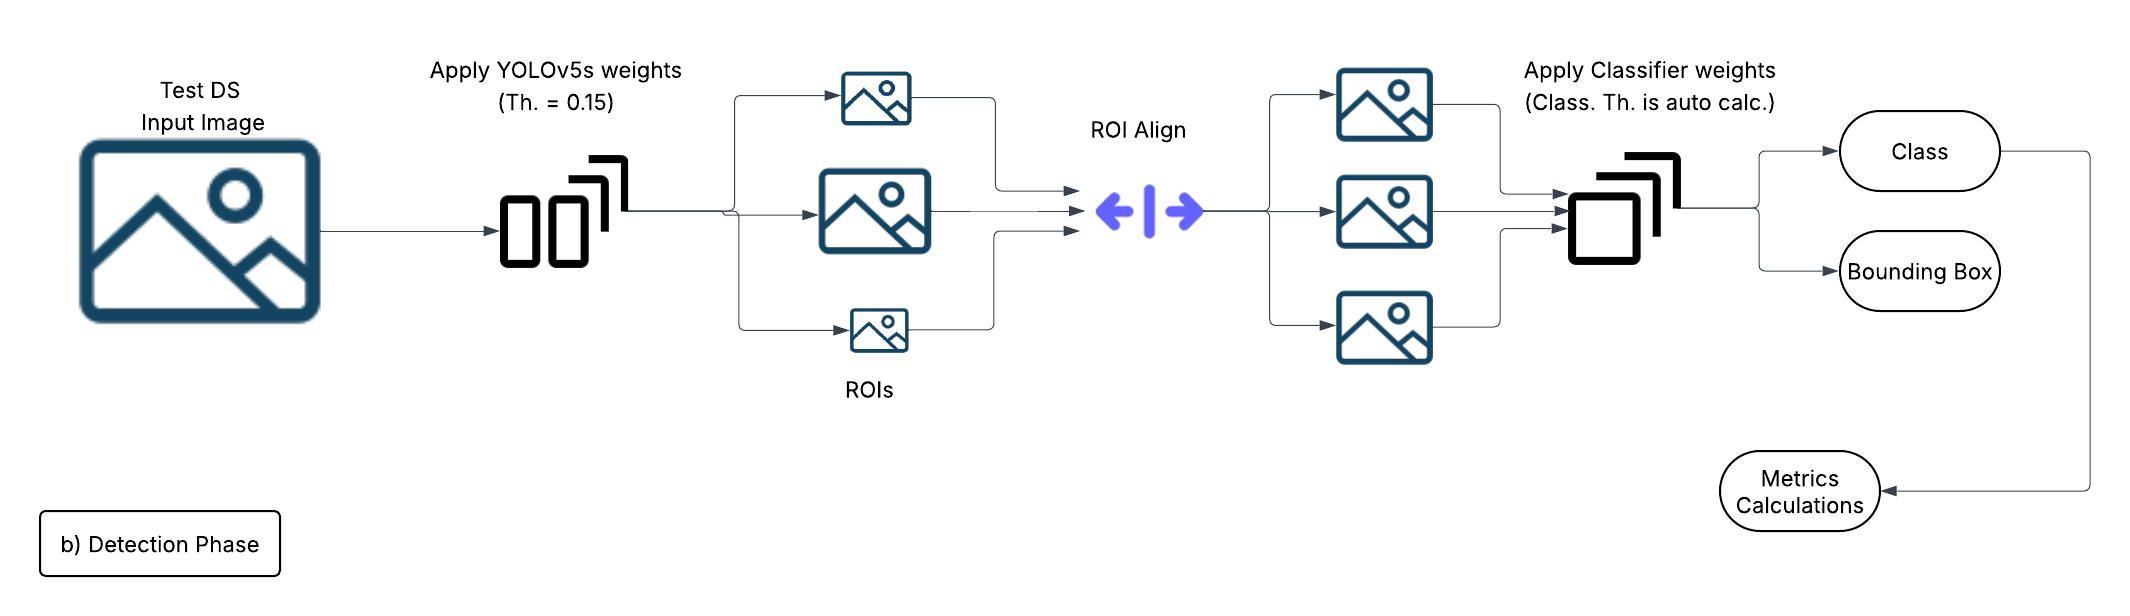 Test DS
Input Image
Apply YOLOv5s weights
(Th. = 0.15)
ROIs
ROI Align
Apply Classifier weights
(Class. Th. is auto calc.)
Class
Bounding Box
Metrics
Calculations
b) Detection Phase